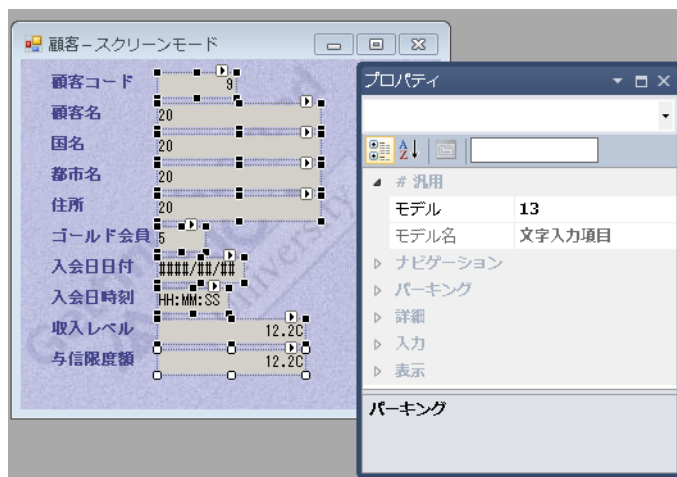 顧客－スクリーンモード
顧客コード 9
顧客名 20
国名 20
都市名 20
住所 20
ゴールド会員 5
入会日日付 ####/##/##
入会日時刻 HH:MM:SS
収入レベル 12.2C
与信限度額 12.2C
プロパティ
# 汎用
モデル 13
モデル名 文字入力項目
ナビゲーション
パーキング
詳細
入力
表示
パーキング